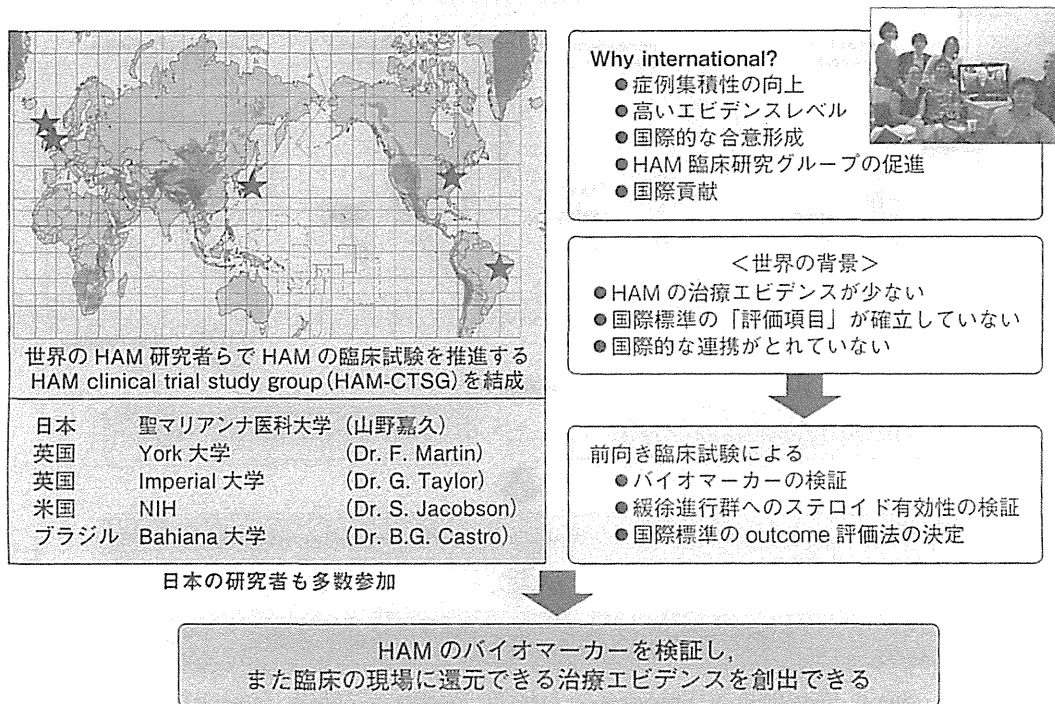 世界の HAM 研究者らで HAM の臨床試験を推進する
HAM clinical trial study group(HAM-CTSG)を結成
日本 聖マリアンナ医科大学 (山野嘉久)
英国 York 大学 (Dr. F. Martin)
英国 Imperial 大学 (Dr. G. Taylor)
米国 NIH (Dr. S. Jacobson)
ブラジル Bahiana 大学 (Dr. B.G. Castro)
日本の研究者も多数参加
Why international?
●症例集積性の向上
●高いエビデンスレベル
●国際的な合意形成
●HAM 臨床研究グループの促進
●国際貢献
＜世界の背景＞
●HAM の治療エビデンスが少ない
●国際標準の「評価項目」が確立していない
●国際的な連携がとれていない
前向き臨床試験による
●バイオマーカーの検証
●緩徐進行群へのステロイド有効性の検証
●国際標準の outcome 評価法の決定
HAM のバイオマーカーを検証し,
また臨床の現場に還元できる治療エビデンスを創出できる